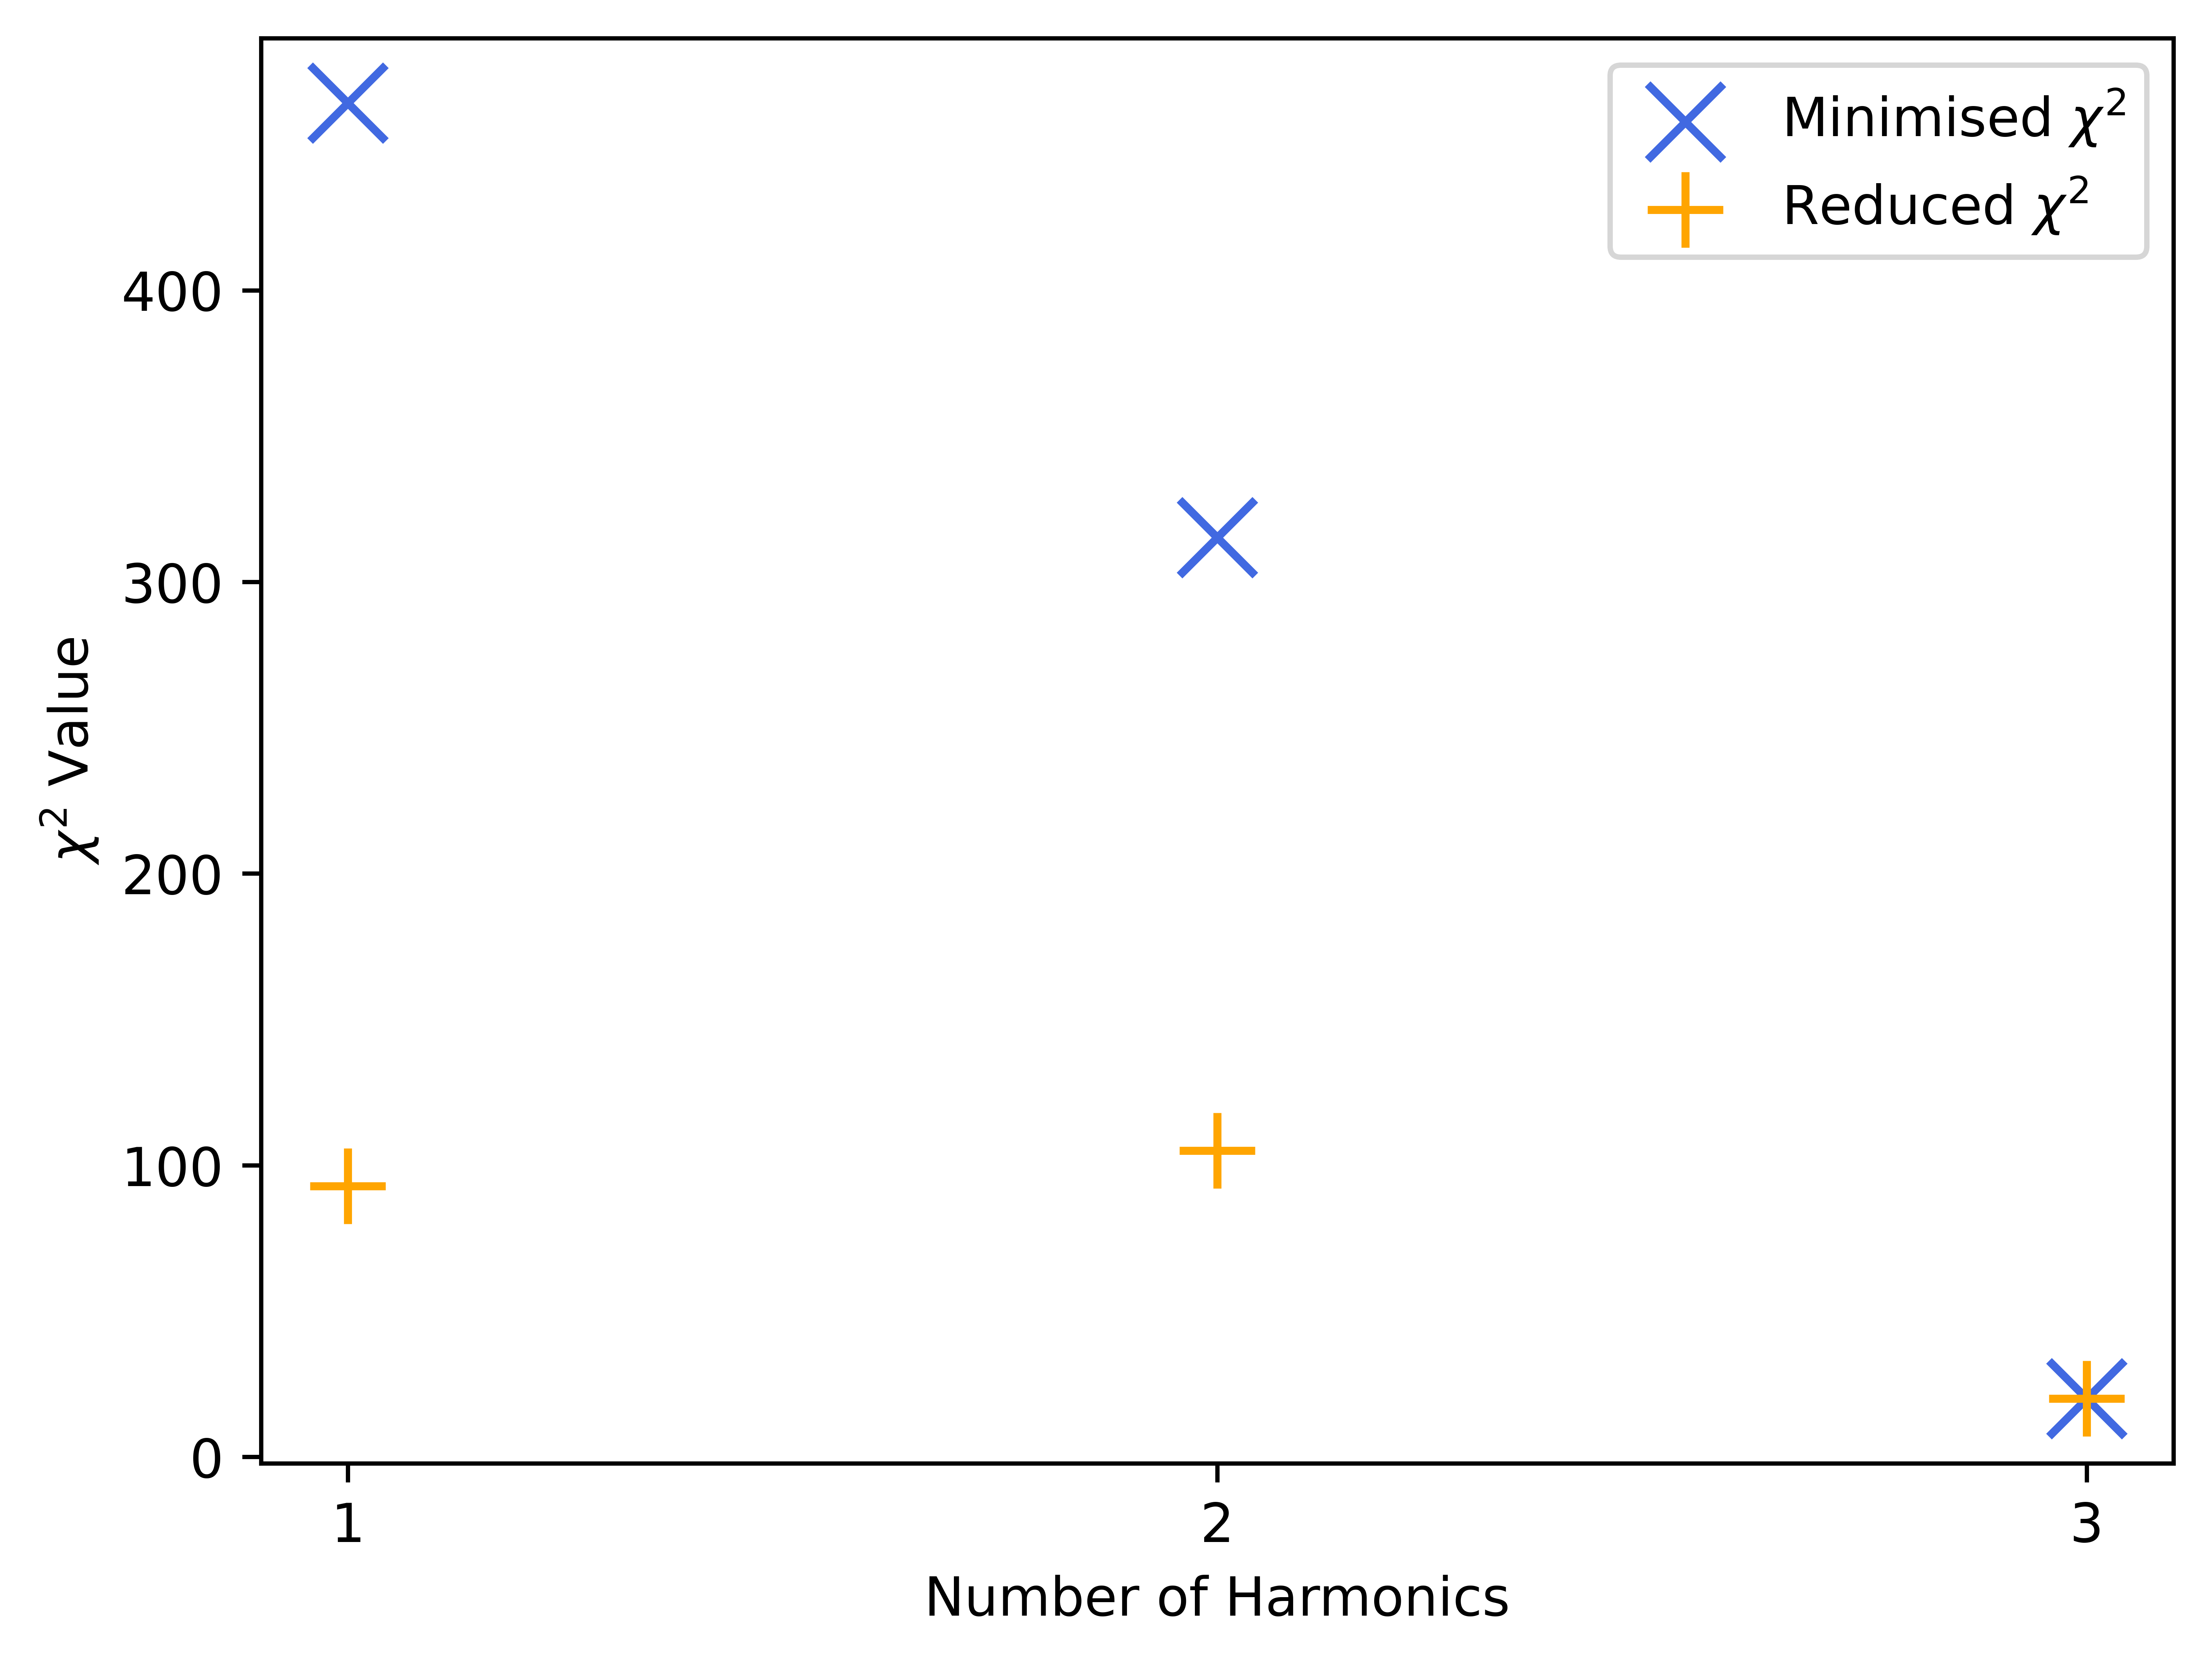 Minimised χ²
Reduced χ²
400
300
200
100
0
χ² Value
1
2
3
Number of Harmonics